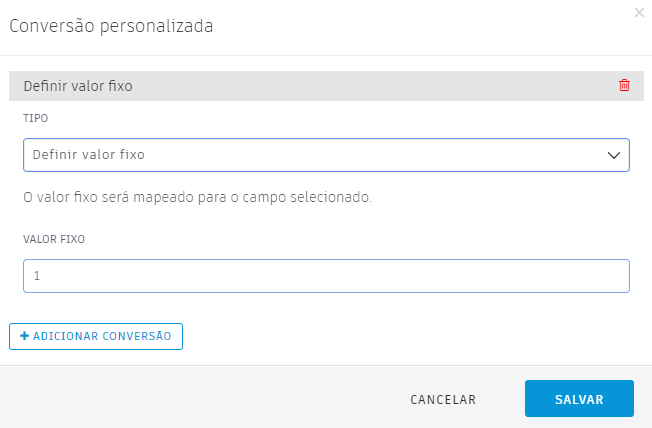 Conversão personalizada
Definir valor fixo
TIPO
Definir valor fixo
O valor fixo será mapeado para o campo selecionado.
VALOR FIXO
1
+ ADICIONAR CONVERSÃO
CANCELAR
SALVAR